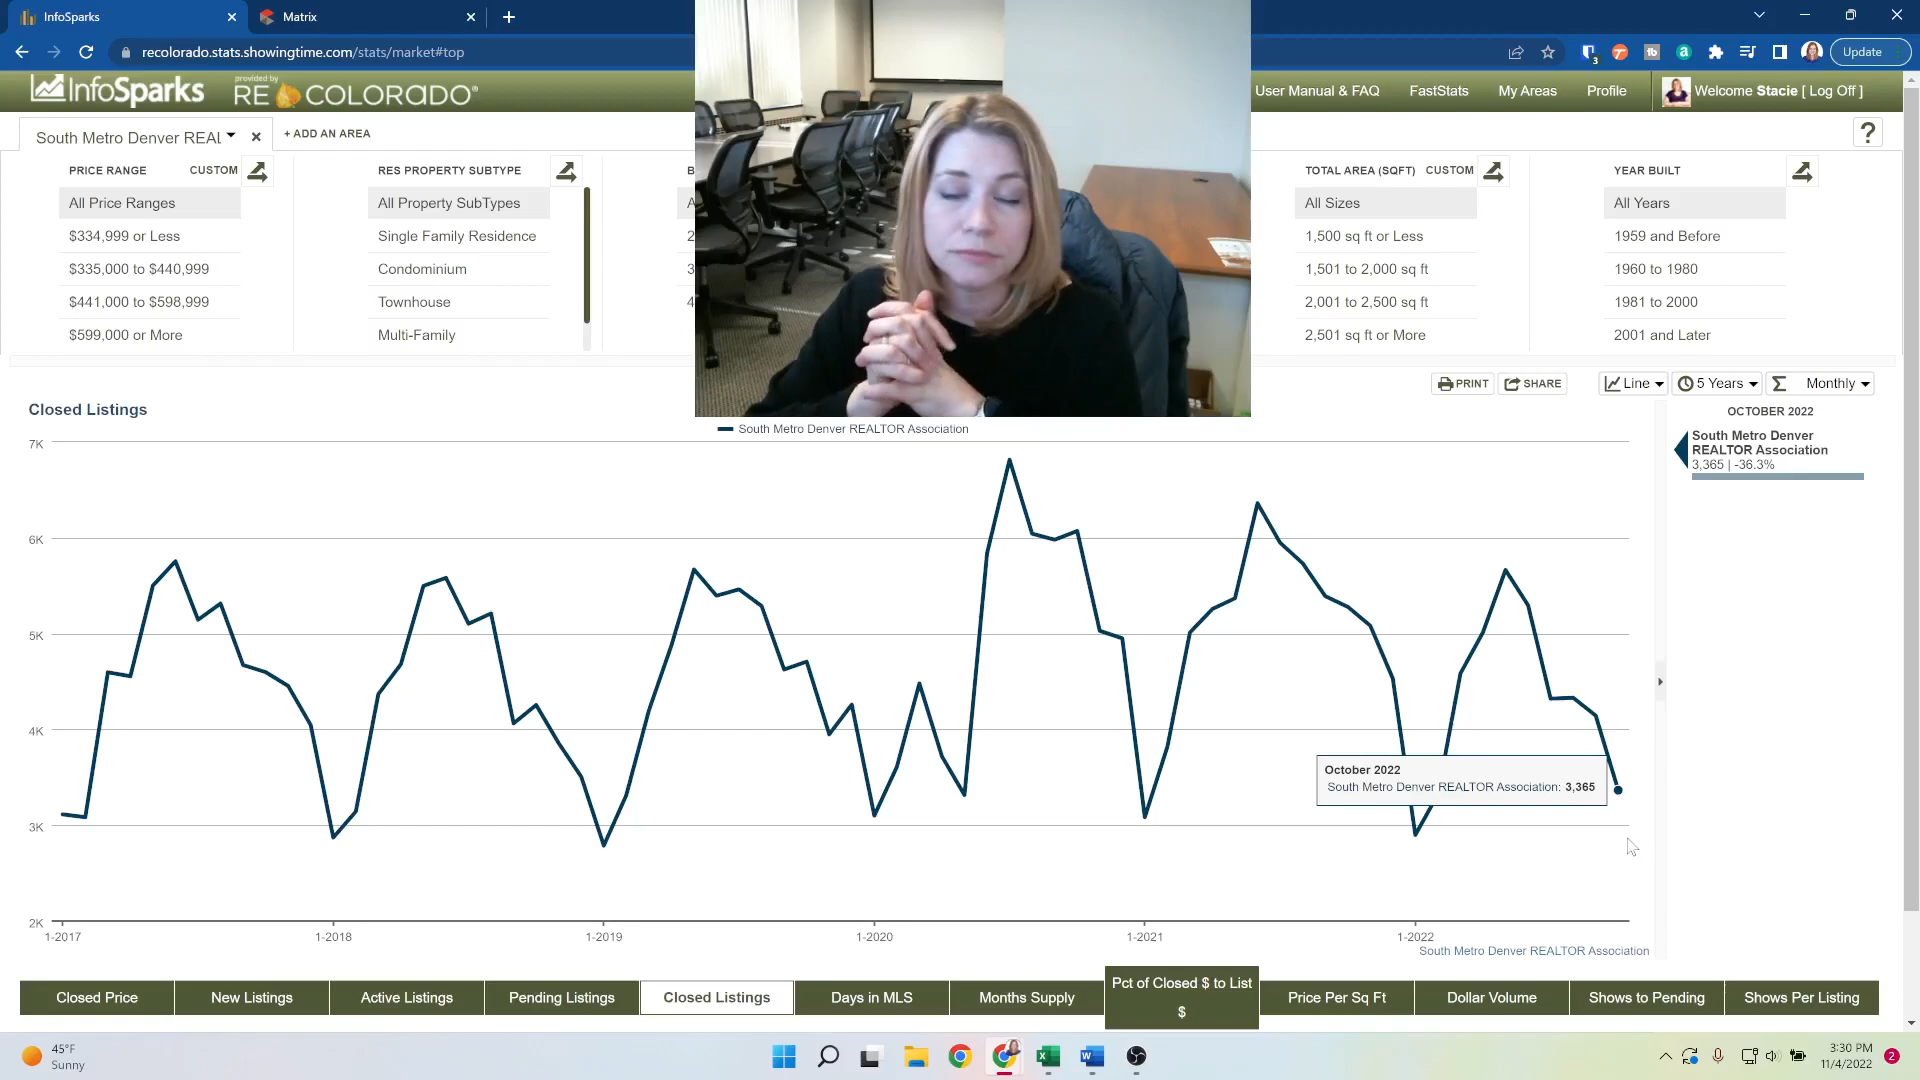 InfoSparks
Matrix
recolorado.stats.showingtime.com/stats/market#top
Update
InfoSparks
provided by
RECOLORADO®
User Manual & FAQ
FastStats
My Areas
Profile
Welcome Stacie [ Log Off ]
South Metro Denver REAL
+ ADD AN AREA
?
PRICE RANGE
CUSTOM
All Price Ranges
$334,999 or Less
$335,000 to $440,999
$441,000 to $598,999
$599,000 or More
RES PROPERTY SUBTYPE
All Property SubTypes
Single Family Residence
Condominium
Townhouse
Multi-Family
B
A
2
3
4
TOTAL AREA (SQFT)
CUSTOM
All Sizes
1,500 sq ft or Less
1,501 to 2,000 sq ft
2,001 to 2,500 sq ft
2,501 sq ft or More
YEAR BUILT
All Years
1959 and Before
1960 to 1980
1981 to 2000
2001 and Later
PRINT
SHARE
Line
5 Years
Monthly
Closed Listings
South Metro Denver REALTOR Association
OCTOBER 2022
South Metro Denver
REALTOR Association
3,365 | -36.3%
7K
6K
5K
4K
3K
2K
October 2022
South Metro Denver REALTOR Association: 3,365
1-2017
1-2018
1-2019
1-2020
1-2021
1-2022
South Metro Denver REALTOR Association
Closed Price
New Listings
Active Listings
Pending Listings
Closed Listings
Days in MLS
Months Supply
Pct of Closed $ to List
$
Price Per Sq Ft
Dollar Volume
Shows to Pending
Shows Per Listing
45°F
Sunny
3:30 PM
11/4/2022
2